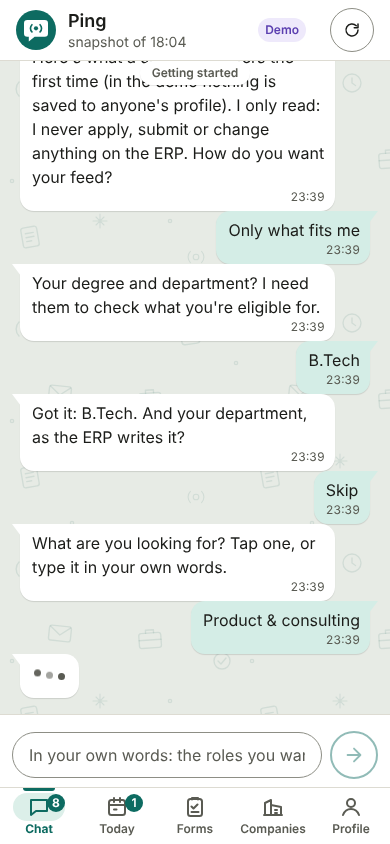 Ping
snapshot of 18:04
Demo
Getting started
first time (in the demo nothing is
saved to anyone's profile). I only read:
I never apply, submit or change
anything on the ERP. How do you want
your feed?
23:39
Only what fits me
23:39
Your degree and department? I need
them to check what you're eligible for.
23:39
B.Tech
23:39
Got it: B.Tech. And your department,
as the ERP writes it?
23:39
Skip
23:39
What are you looking for? Tap one, or
type it in your own words.
23:39
Product & consulting
23:39
In your own words: the roles you
8
1
Chat
Today
Forms
Companies
Profile